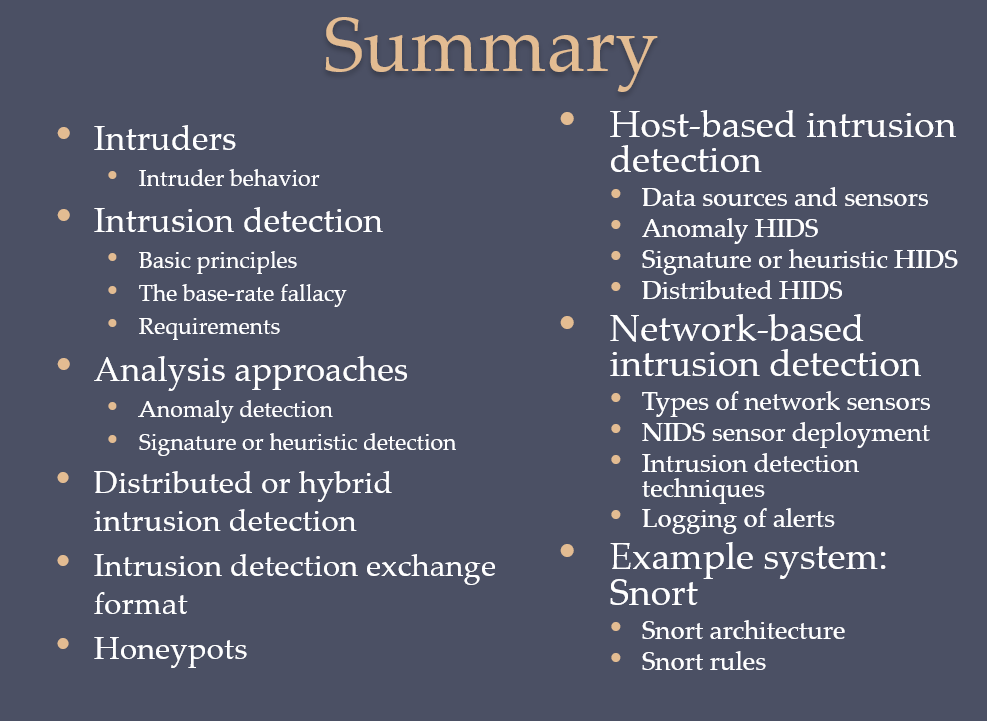 Summary
• Intruders
• Intruder behavior
• Intrusion detection
• Basic principles
• The base-rate fallacy
• Requirements
• Analysis approaches
• Anomaly detection
• Signature or heuristic detection
• Distributed or hybrid
intrusion detection
• Intrusion detection exchange
format
• Honeypots
• Host-based intrusion
detection
• Data sources and sensors
• Anomaly HIDS
• Signature or heuristic HIDS
• Distributed HIDS
• Network-based
intrusion detection
• Types of network sensors
• NIDS sensor deployment
• Intrusion detection
techniques
• Logging of alerts
• Example system:
Snort
• Snort architecture
• Snort rules